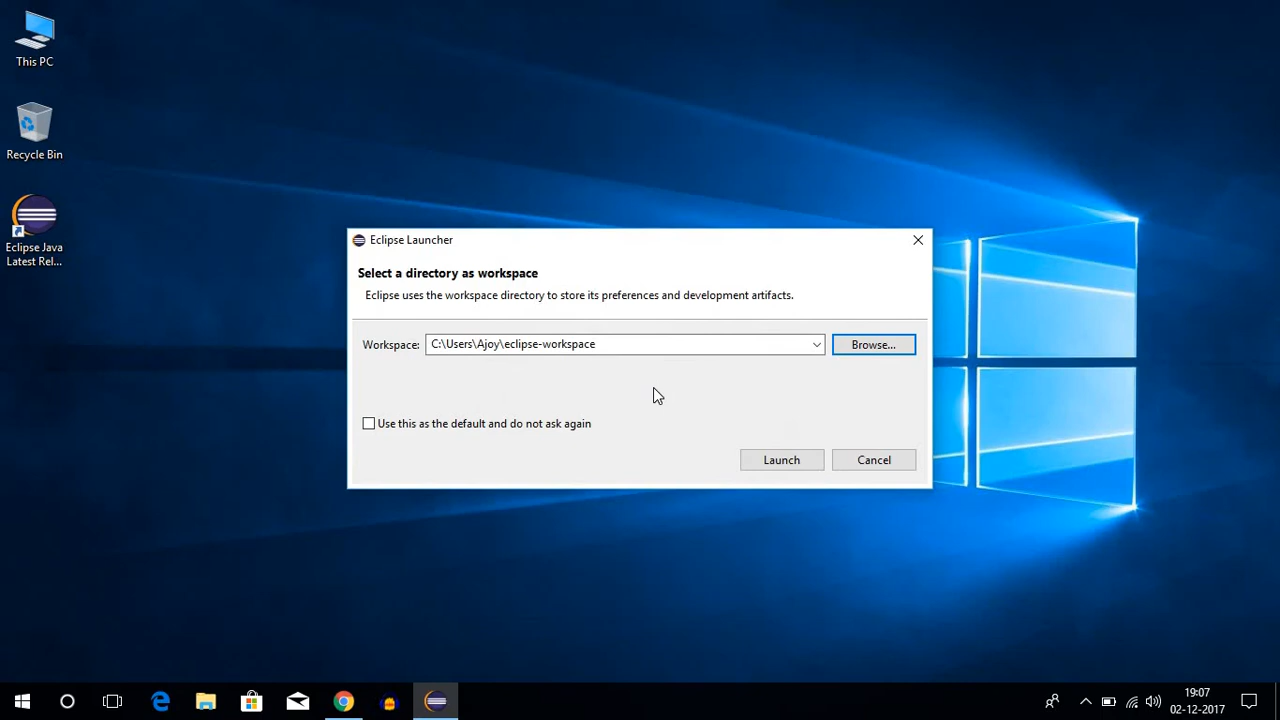 This PC
Recycle Bin
Eclipse Java
Latest Rel...
Eclipse Launcher
Select a directory as workspace
Eclipse uses the workspace directory to store its preferences and development artifacts.
Workspace: C:\Users\Ajoy\eclipse-workspace Browse...
Use this as the default and do not ask again
Launch Cancel
19:07
02-12-2017